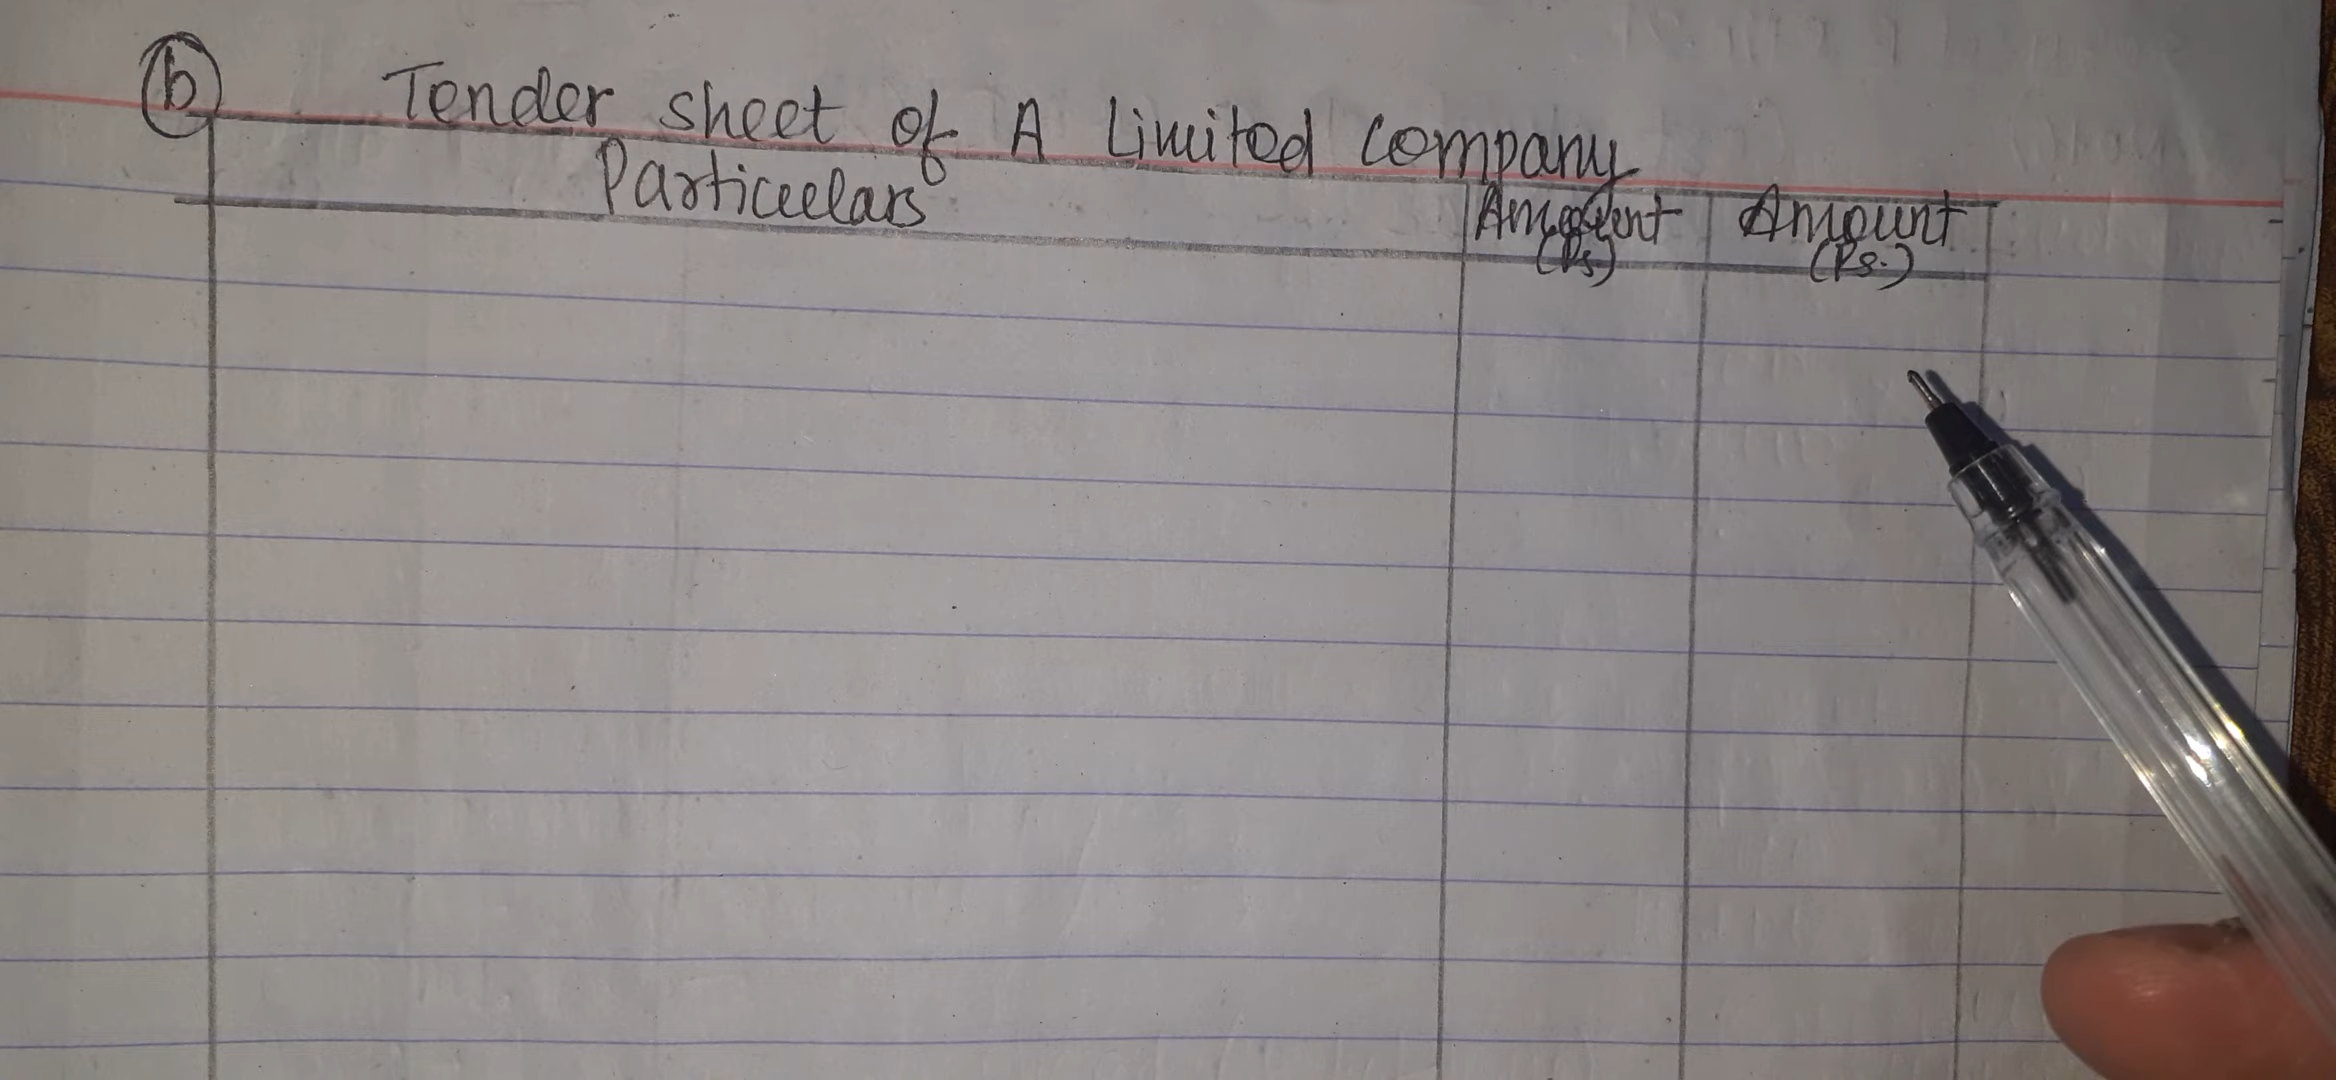 (b) Tender sheet of A Limited Company
Particulars Amount Amount
(Rs) (Rs.)